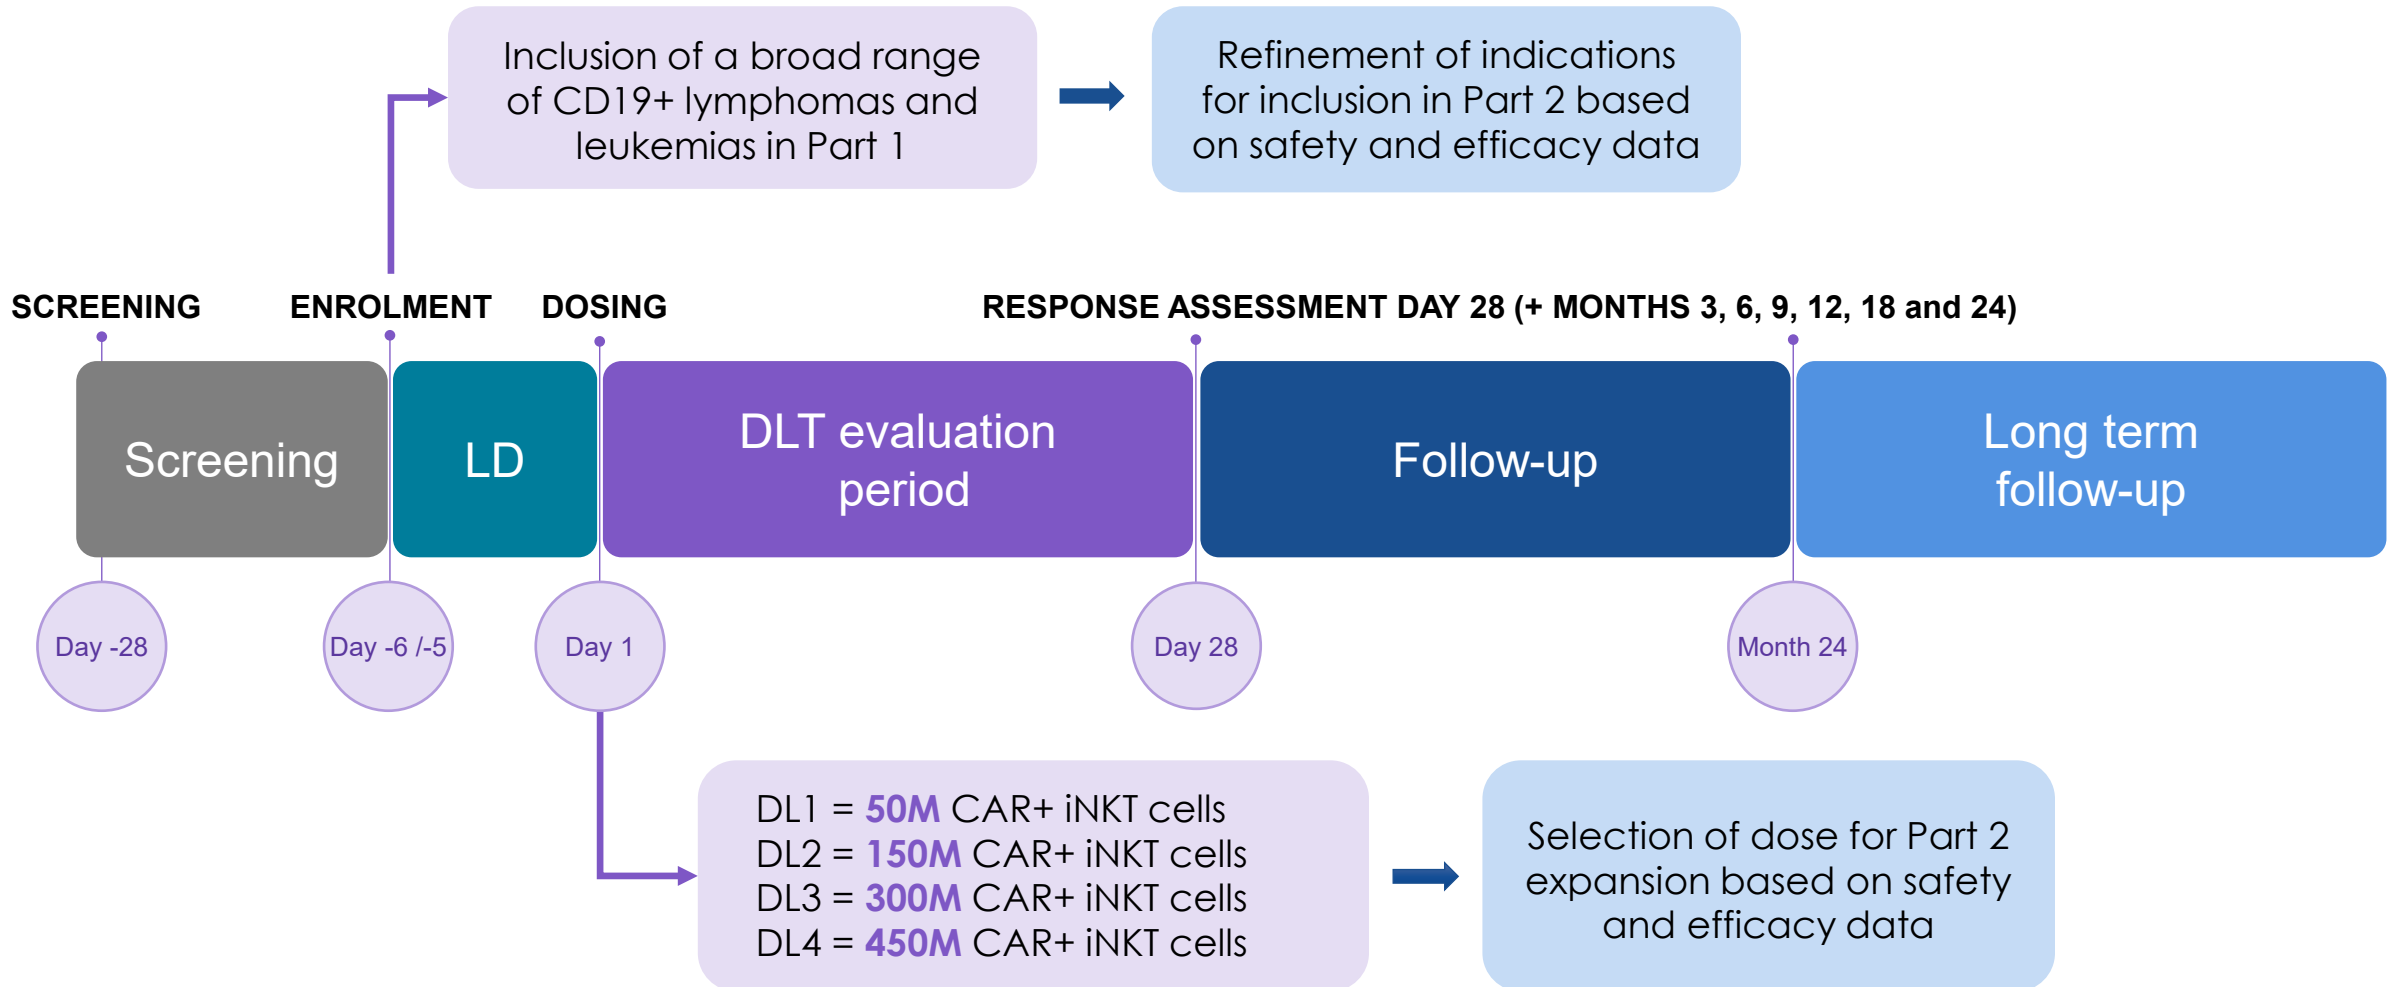 Inclusion of a broad range
of CD19+ lymphomas and
leukemias in Part 1
Refinement of indications
for inclusion in Part 2 based
on safety and efficacy data
SCREENING
ENROLMENT
DOSING
RESPONSE ASSESSMENT DAY 28 (+ MONTHS 3, 6, 9, 12, 18 and 24)
Screening
LD
DLT evaluation
period
Follow-up
Long term
follow-up
Day -28
Day -6 /-5
Day 1
Day 28
Month 24
DL1 = 50M CAR+ iNKT cells
DL2 = 150M CAR+ iNKT cells
DL3 = 300M CAR+ iNKT cells
DL4 = 450M CAR+ iNKT cells
Selection of dose for Part 2
expansion based on safety
and efficacy data